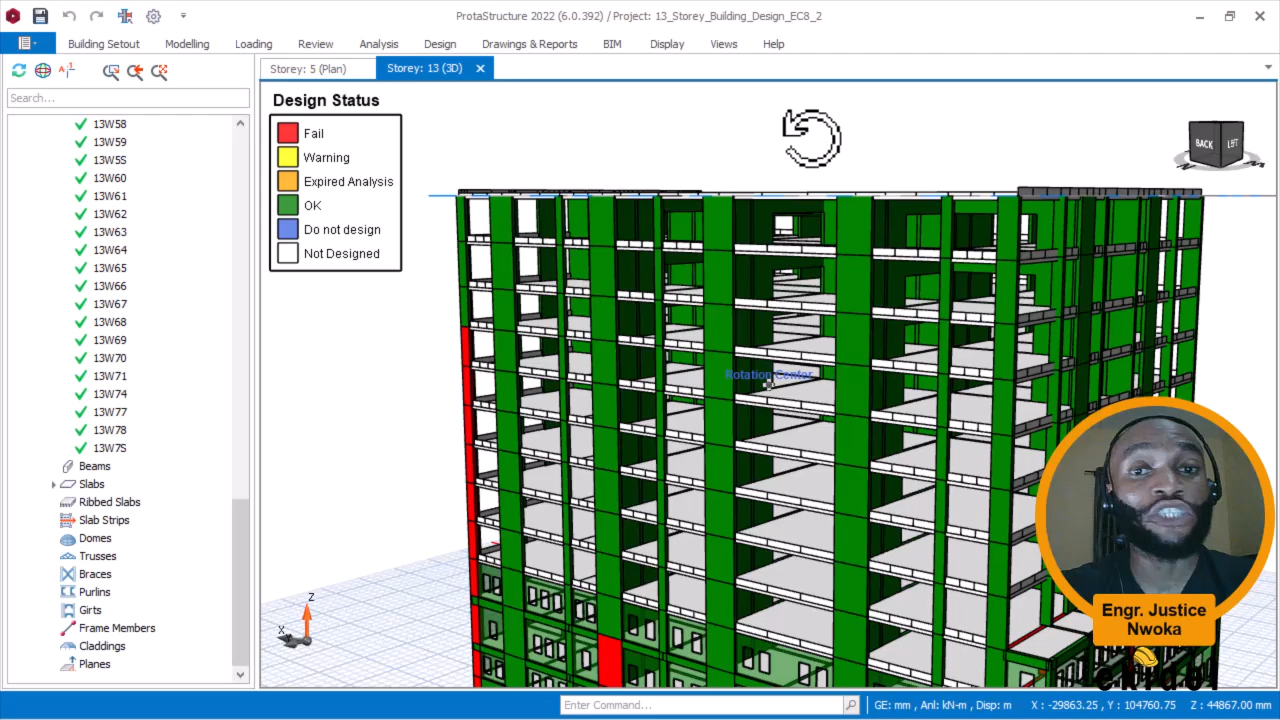 ProtaStructure 2022 (6.0.392) / Project: 13_Storey_Building_Design_EC8_2
Building Setout
Modelling
Loading
Review
Analysis
Design
Drawings & Reports
BIM
Display
Views
Help
Storey: 5 (Plan)
Storey: 13 (3D)
Search...
13W58
13W59
13W5S
13W60
13W61
13W62
13W63
13W64
13W65
13W66
13W67
13W68
13W69
13W70
13W71
13W74
13W77
13W78
13W7S
Beams
Slabs
Ribbed Slabs
Slab Strips
Domes
Trusses
Braces
Purlins
Girts
Frame Members
Claddings
Planes
Design Status
Fail
Warning
Expired Analysis
OK
Do not design
Not Designed
BACK
LEFT
Rotation Center
Z
X
Engr. Justice
Nwoka
Enter Command...
GE: mm , Anl: kN-m , Disp: m
X : -29863.25 , Y : 104760.75
Z : 44867.00 mm